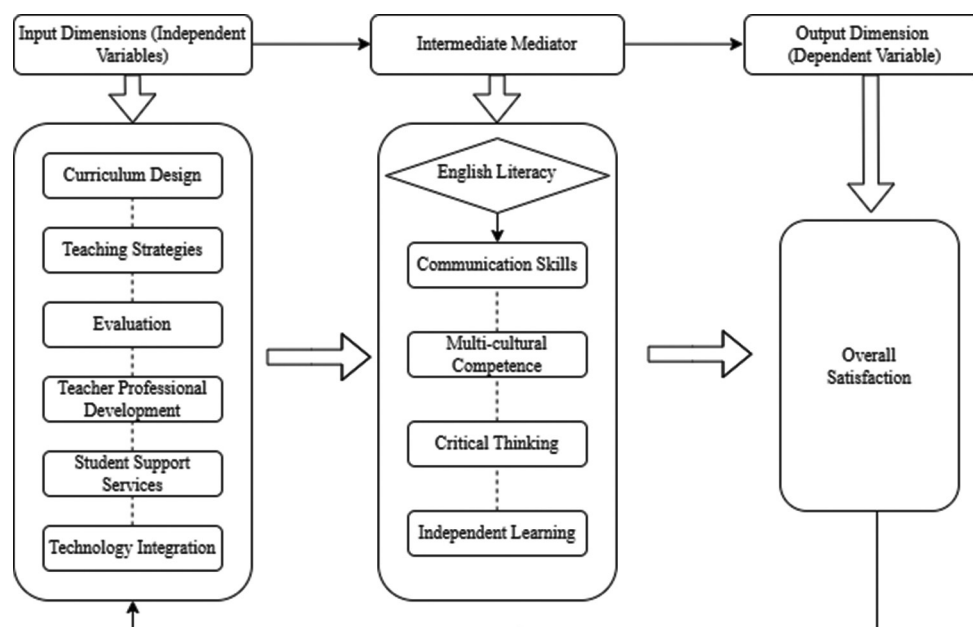 Input Dimensions (Independent
Variables)
Intermediate Mediator
Output Dimension
(Dependent Variable)
Curriculum Design
Teaching Strategies
Evaluation
Teacher Professional
Development
Student Support
Services
Technology Integration
English Literacy
Communication Skills
Multi-cultural
Competence
Critical Thinking
Independent Learning
Overall
Satisfaction